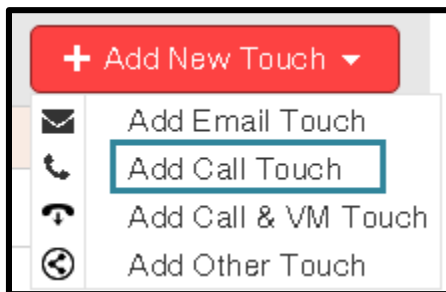 Add New Touch
Add Email Touch
Add Call Touch
Add Call & VM Touch
Add Other Touch